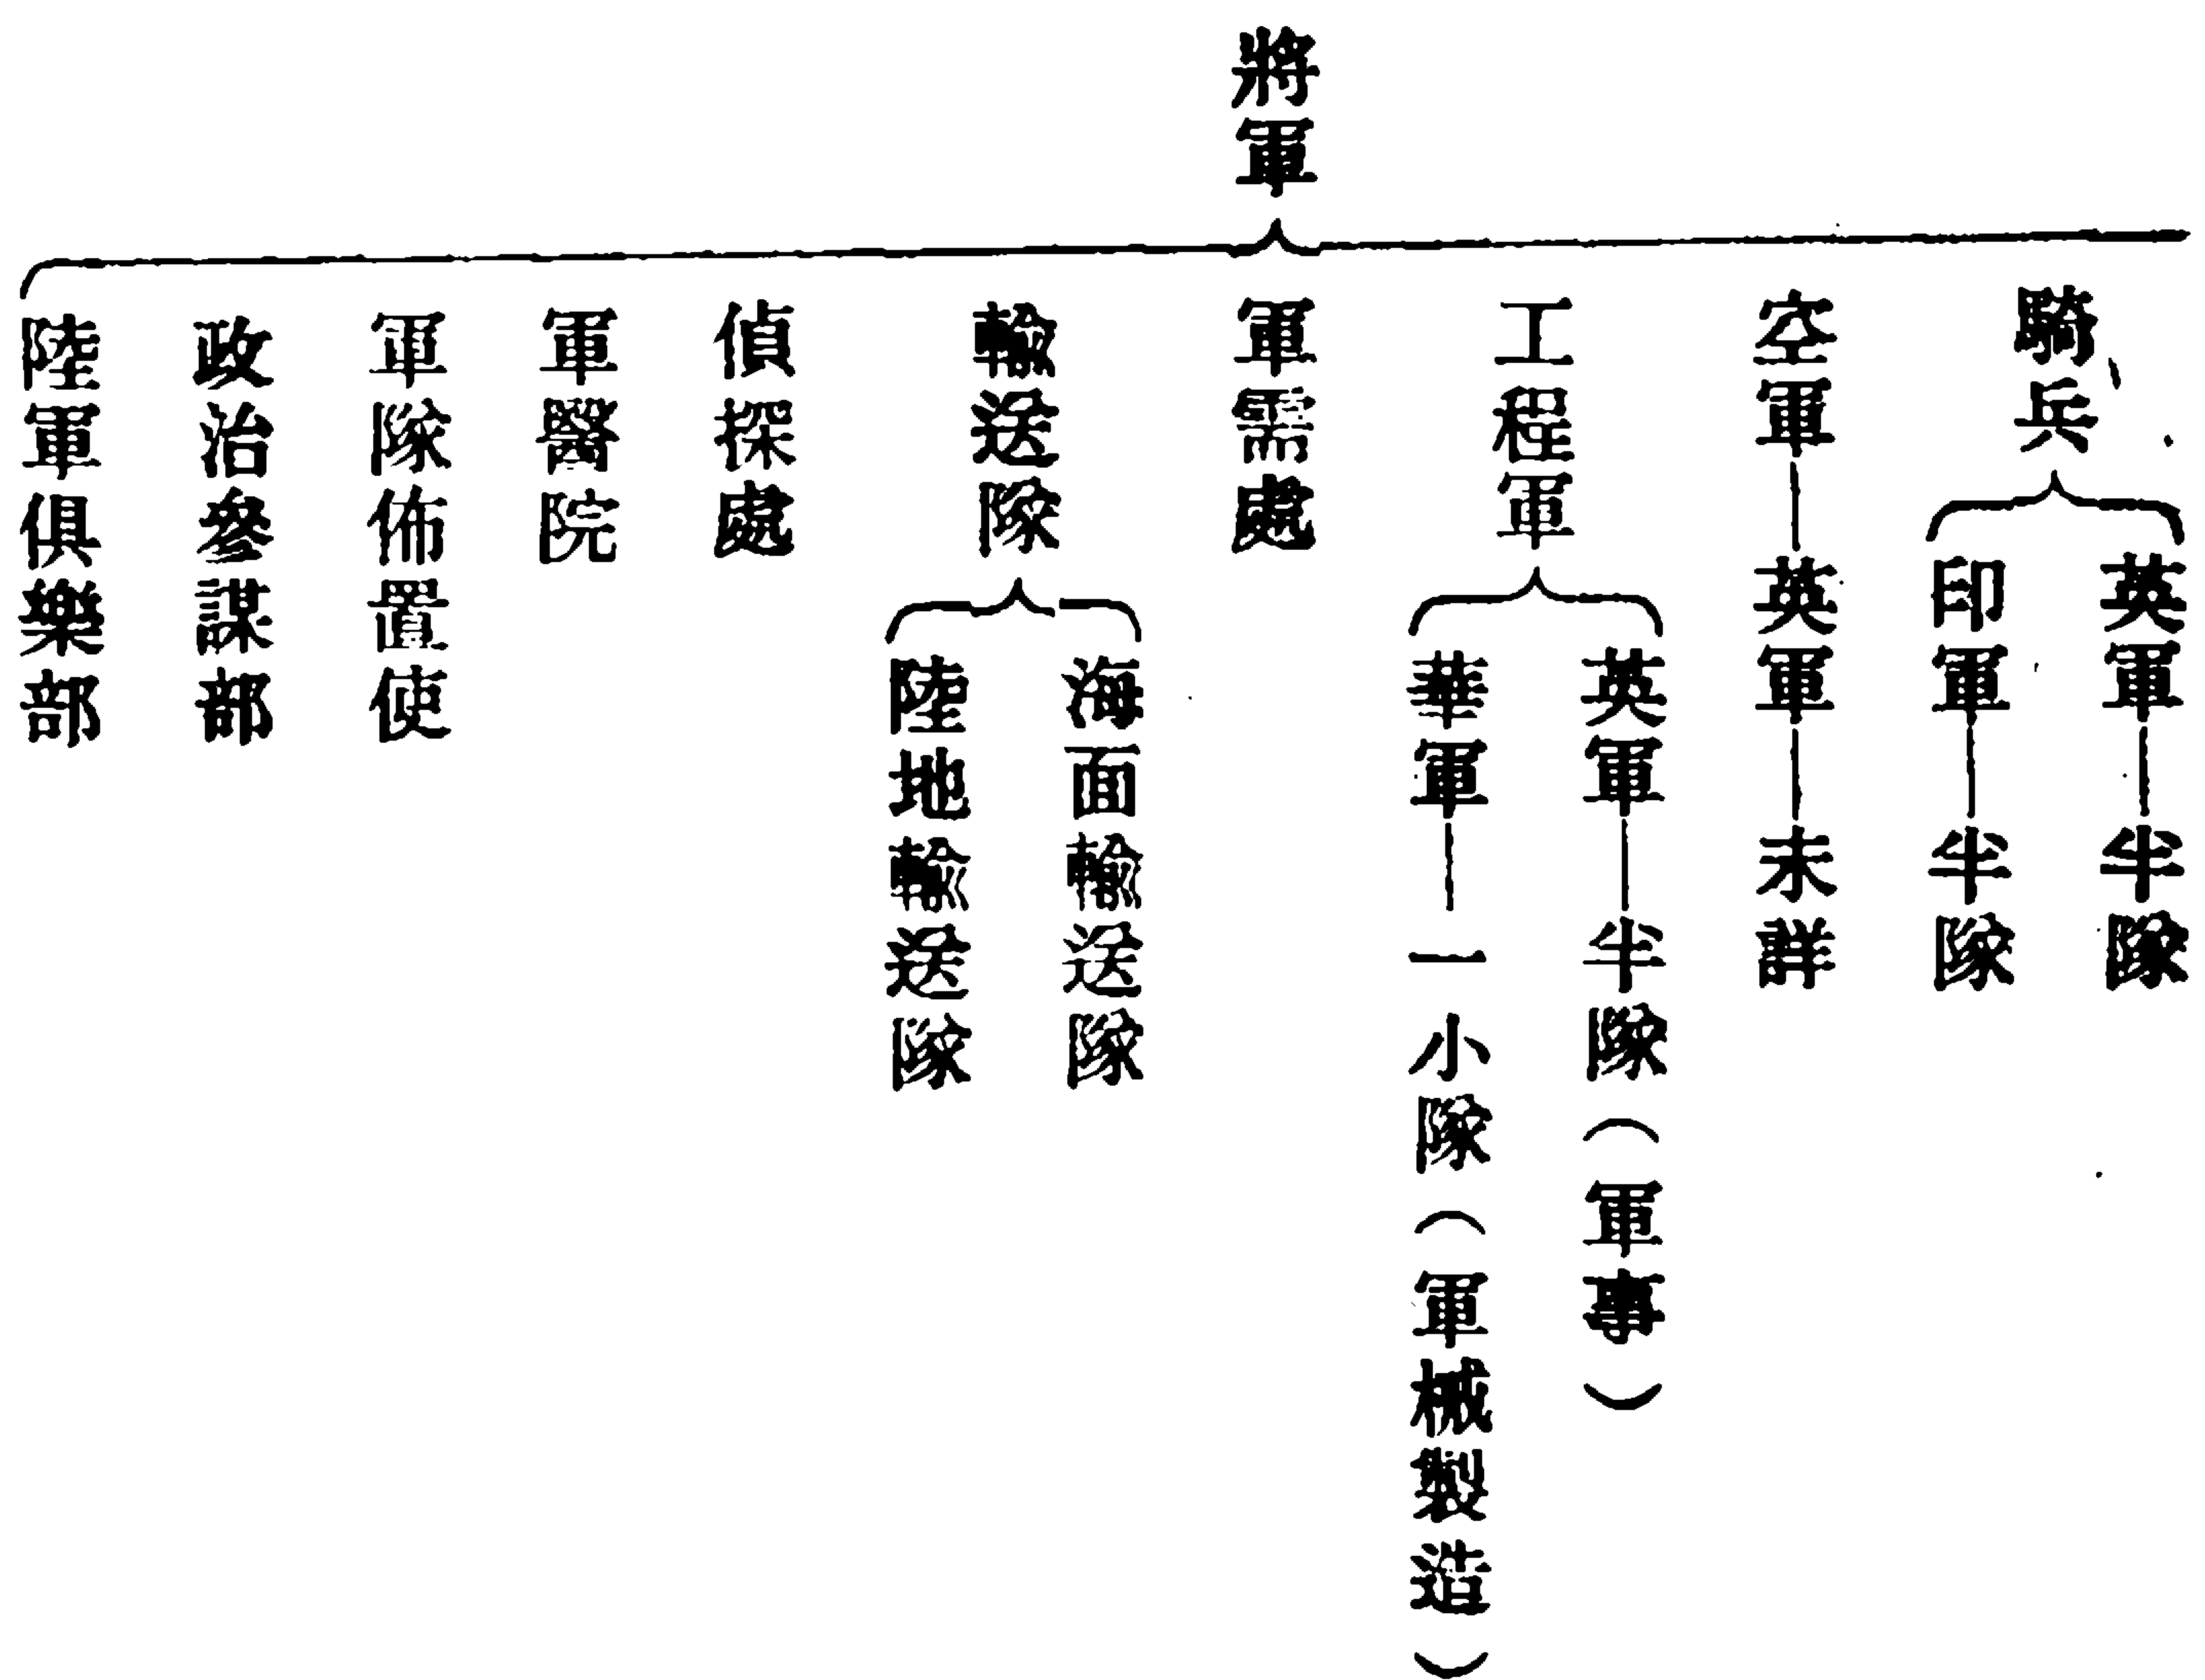 將軍
騎兵
英軍—半隊
印軍—半隊
空軍—英軍—未詳
工程軍
英軍—半隊（軍事）
華軍—一小隊（軍械製造）
軍需處
輸送隊
海面輸送隊
陸地輸送隊
偵探處
軍醫院
軍隊佈置使
政治參謀部
陸軍俱樂部